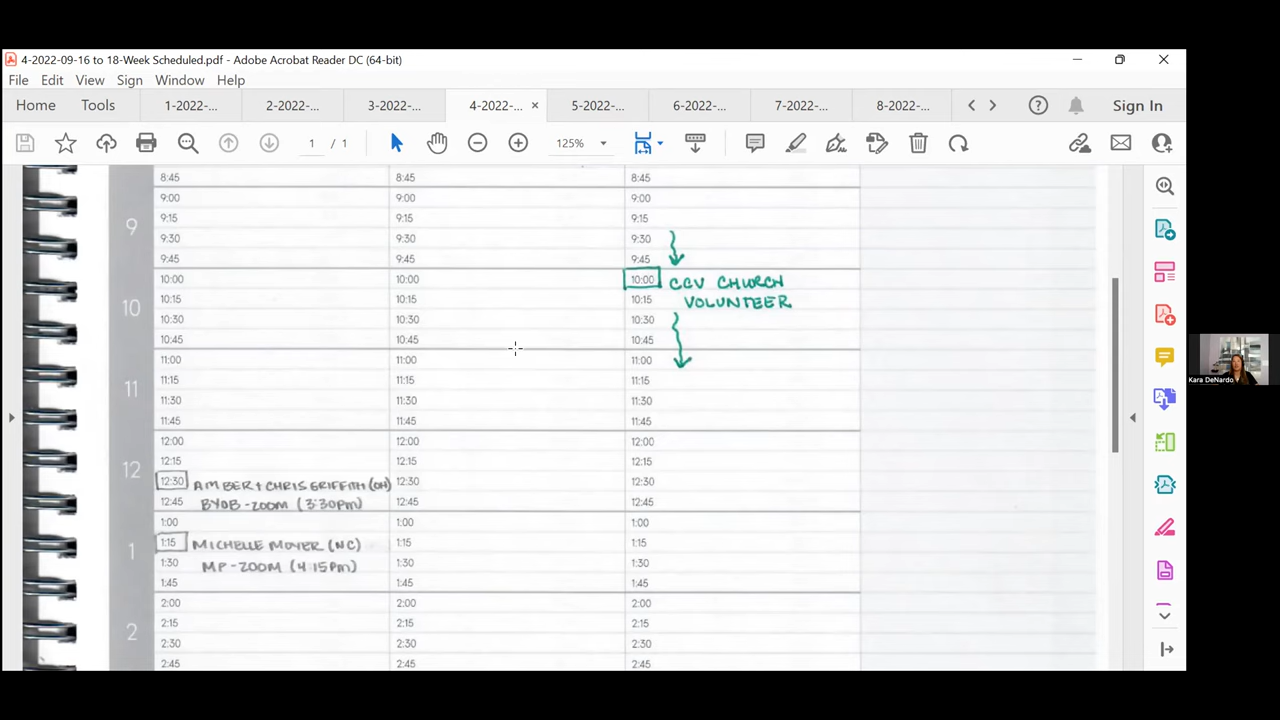 4-2022-09-16 to 18-Week Scheduled.pdf - Adobe Acrobat Reader DC (64-bit)
File Edit View Sign Window Help
Home Tools 1-2022-... 2-2022-... 3-2022-... 4-2022-... × 5-2022-... 6-2022-... 7-2022-... 8-2022-... Sign In
1 / 1 125%
8:45 8:45 8:45
9:00 9:00 9:00
9 9:15 9:15 9:15
9:30 9:30 9:30
9:45 9:45 9:45
10:00 10:00 10:00 CCV CHURCH
10:15 10:15 10:15 VOLUNTEER
10 10:30 10:30 10:30
10:45 10:45 10:45
11:00 11:00 11:00
11:15 11:15 11:15
11 11:30 11:30 11:30
11:45 11:45 11:45
12:00 12:00 12:00
12:15 12:15 12:15
12 12:30 AMBER + CHRIS GRIFFITH (OH) 12:30 12:30
12:45 BYOB - ZOOM (3:30pm) 12:45 12:45
1:00 1:00 1:00
1 1:15 MICHELLE MOYER (NC) 1:15 1:15
1:30 MP - ZOOM (4:15pm) 1:30 1:30
1:45 1:45 1:45
2:00 2:00 2:00
2:15 2:15 2:15
2 2:30 2:30 2:30
2:45 2:45 2:45
Kara DeNardo